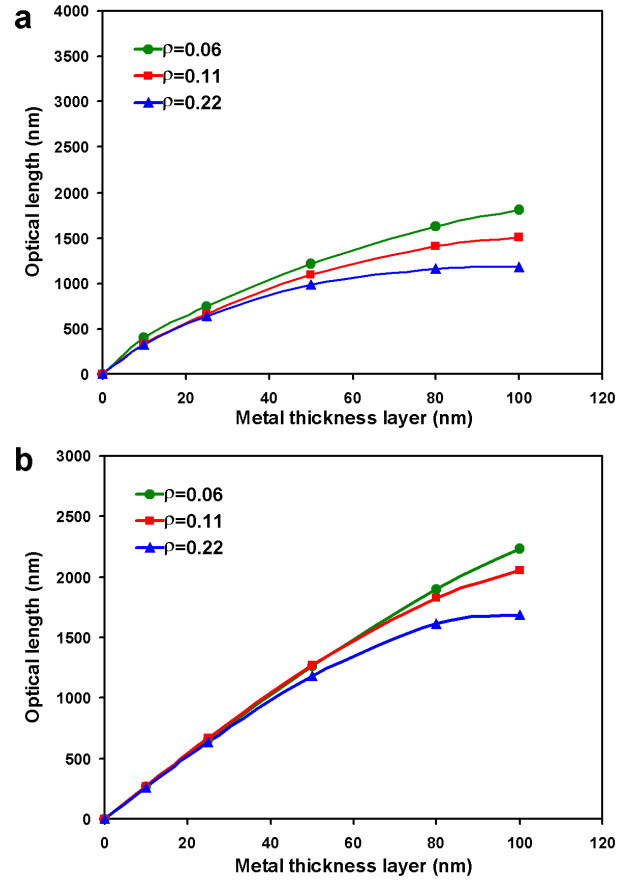 a
4000
3500
3000
2500
2000
1500
1000
500
0
Optical length (nm)
ρ=0.06
ρ=0.11
ρ=0.22
0 20 40 60 80 100 120
Metal thickness layer (nm)
b
3000
2500
2000
1500
1000
500
0
Optical length (nm)
ρ=0.06
ρ=0.11
ρ=0.22
0 20 40 60 80 100 120
Metal thickness layer (nm)